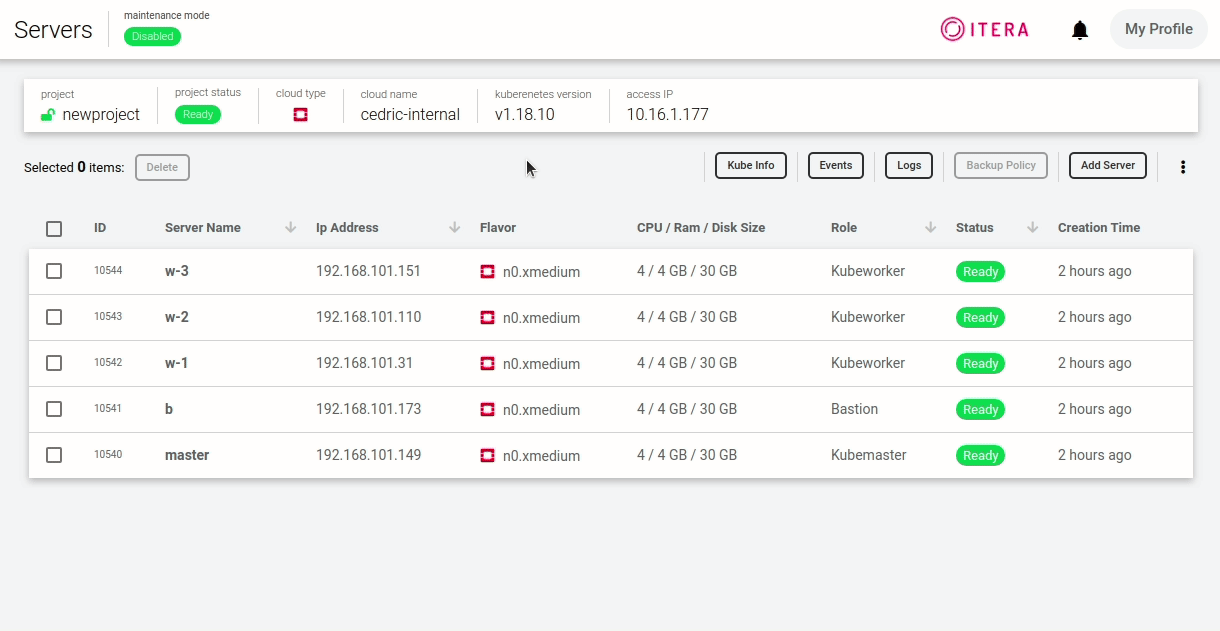 Servers
maintenance mode
Disabled
ITERA
My Profile
project
newproject
project status
Ready
cloud type
cloud name
cedric-internal
kuberenetes version
v1.18.10
access IP
10.16.1.177
Selected 0 items:
Delete
Kube Info
Events
Logs
Backup Policy
Add Server
ID Server Name Ip Address Flavor CPU / Ram / Disk Size Role Status Creation Time
10544 w-3 192.168.101.151 n0.xmedium 4 / 4 GB / 30 GB Kubeworker Ready 2 hours ago
10543 w-2 192.168.101.110 n0.xmedium 4 / 4 GB / 30 GB Kubeworker Ready 2 hours ago
10542 w-1 192.168.101.31 n0.xmedium 4 / 4 GB / 30 GB Kubeworker Ready 2 hours ago
10541 b 192.168.101.173 n0.xmedium 4 / 4 GB / 30 GB Bastion Ready 2 hours ago
10540 master 192.168.101.149 n0.xmedium 4 / 4 GB / 30 GB Kubemaster Ready 2 hours ago